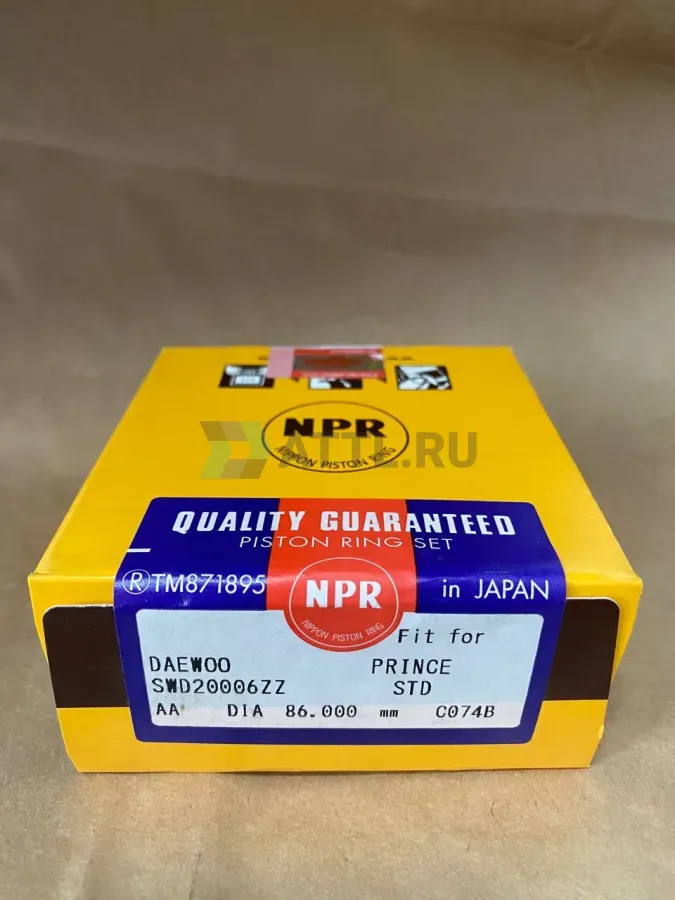 NPR
NIPPON PISTON RING
ATTL.RU
QUALITY GUARANTEED
PISTON RING SET
®TM871895
NPR
NIPPON PISTON RING
in JAPAN
Fit for
DAEWOO PRINCE
SWD20006ZZ STD
AA DIA 86.000 mm C074B